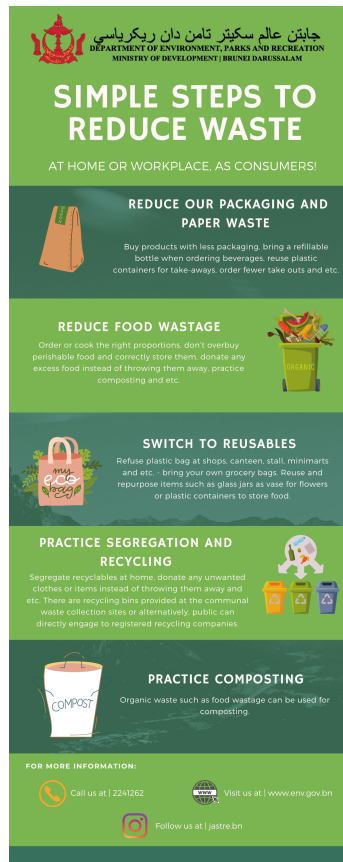 جابتن عالم سكيتر تامن دان ريكرياسي
DEPARTMENT OF ENVIRONMENT, PARKS AND RECREATION
MINISTRY OF DEVELOPMENT | BRUNEI DARUSSALAM
SIMPLE STEPS TO
REDUCE WASTE
AT HOME OR WORKPLACE, AS CONSUMERS!
REDUCE OUR PACKAGING AND
PAPER WASTE
Buy products with less packaging, bring a refillable
bottle when ordering beverages, reuse plastic
containers for take-aways, order fewer take outs and etc.
REDUCE FOOD WASTAGE
Order or cook the right proportions, don't overbuy
perishable food and correctly store them, donate any
excess food instead of throwing them away, practice
composting and etc.
ORGANIC
my
eco
bag
SWITCH TO REUSABLES
Refuse plastic bag at shops, canteen, stall, minimarts
and etc. - bring your own grocery bags. Reuse and
repurpose items such as glass jars as vase for flowers
or plastic containers to store food.
PRACTICE SEGREGATION AND
RECYCLING
Segregate recyclables at home, donate any unwanted
clothes or items instead of throwing them away and
etc. There are recycling bins provided at the communal
waste collection sites or alternatively, public can
directly engage to registered recycling companies.
COMPOST
PRACTICE COMPOSTING
Organic waste such as food wastage can be used for
composting.
FOR MORE INFORMATION:
Call us at | 2241262
WWW
Visit us at | www.env.gov.bn
Follow us at | jastre.bn